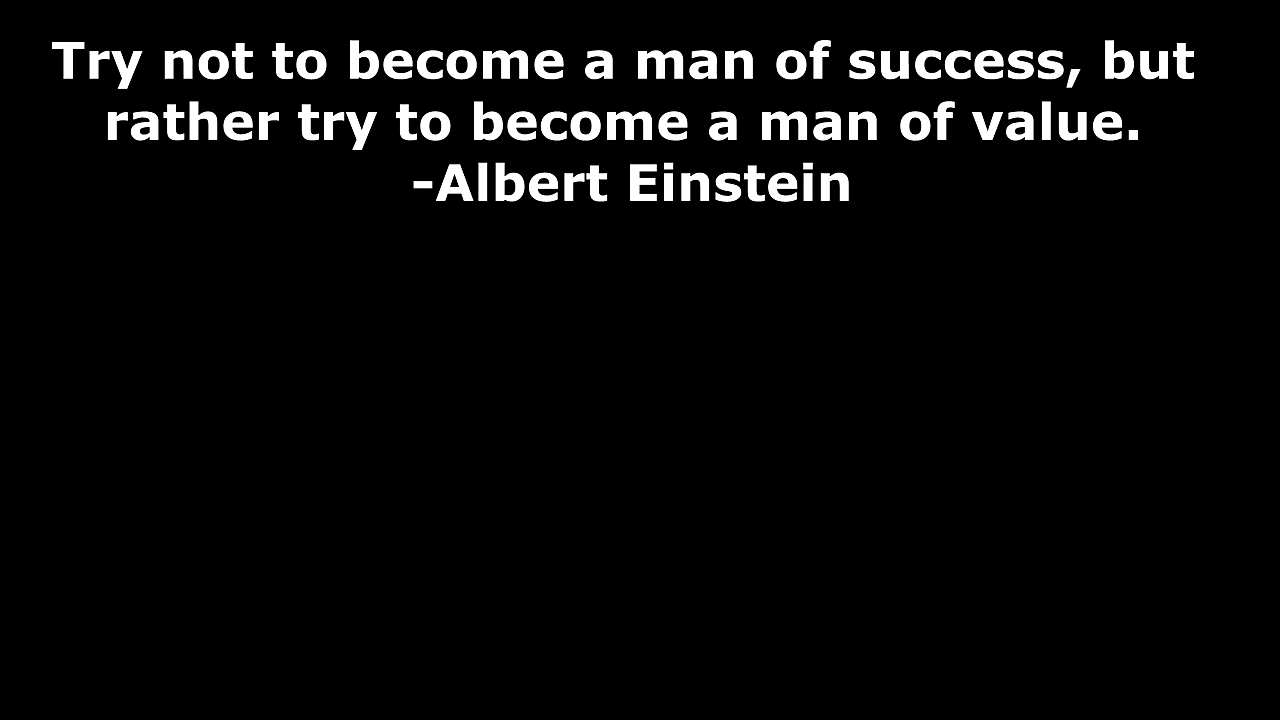 Try not to become a man of success, but
rather try to become a man of value.
-Albert Einstein